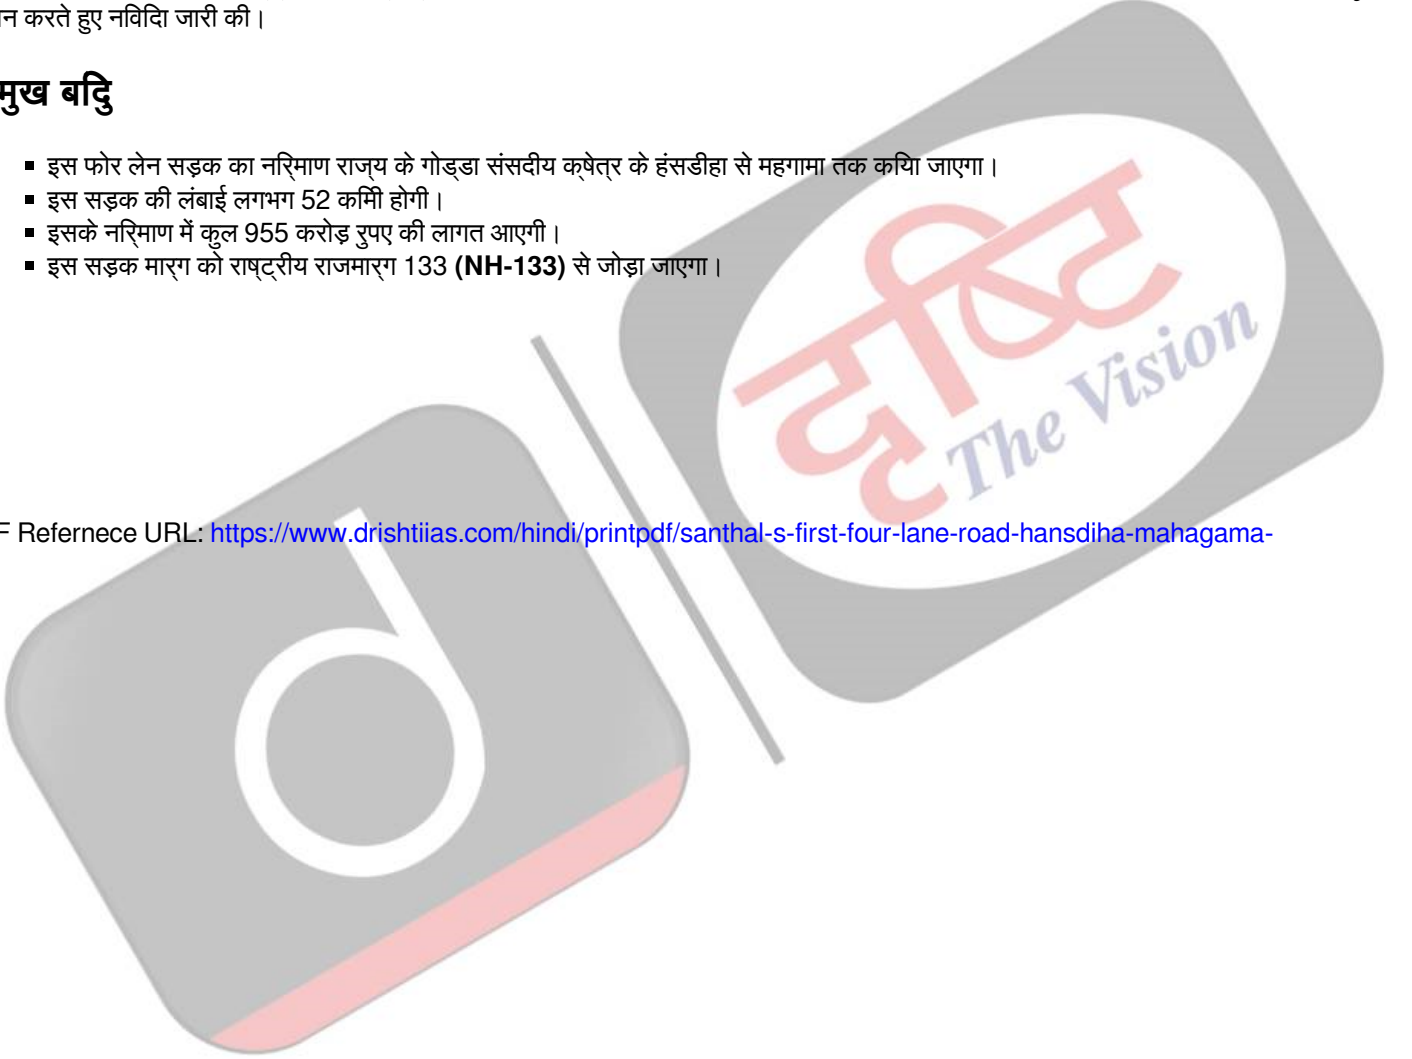 न करते हुए निविदा जारी की।
मुख बिंदु
▪ इस फोर लेन सड़क का निर्माण राज्य के गोड्डा संसदीय क्षेत्र के हंसडीहा से महगामा तक किया जाएगा।
▪ इस सड़क की लंबाई लगभग 52 किमी होगी।
▪ इसके निर्माण में कुल 955 करोड़ रुपए की लागत आएगी।
▪ इस सड़क मार्ग को राष्ट्रीय राजमार्ग 133 (NH-133) से जोड़ा जाएगा।
दृष्टि
The Vision
F Refernece URL: https://www.drishtiias.com/hindi/printpdf/santhal-s-first-four-lane-road-hansdiha-mahagama-
d